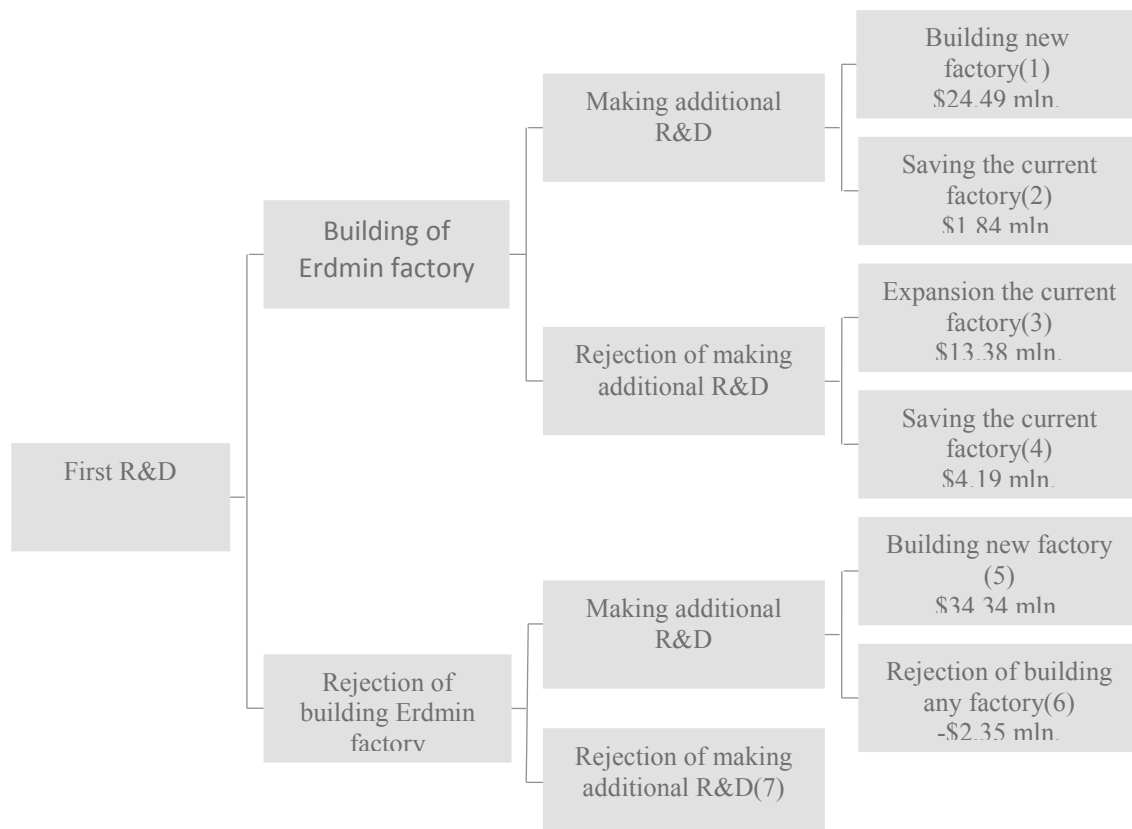 Building new
factory(1)
$24.49 mln.
Making additional
R&D
Saving the current
factory(2)
$1.84 mln
Building of
Erdmin factory
Expansion the current
factory(3)
$13.38 mln.
Rejection of making
additional R&D
Saving the current
factory(4)
$4.19 mln.
First R&D
Building new factory
(5)
$34.34 mln
Making additional
R&D
Rejection of building
any factory(6)
-$2.35 mln.
Rejection of
building Erdmin
factory
Rejection of making
additional R&D(7)